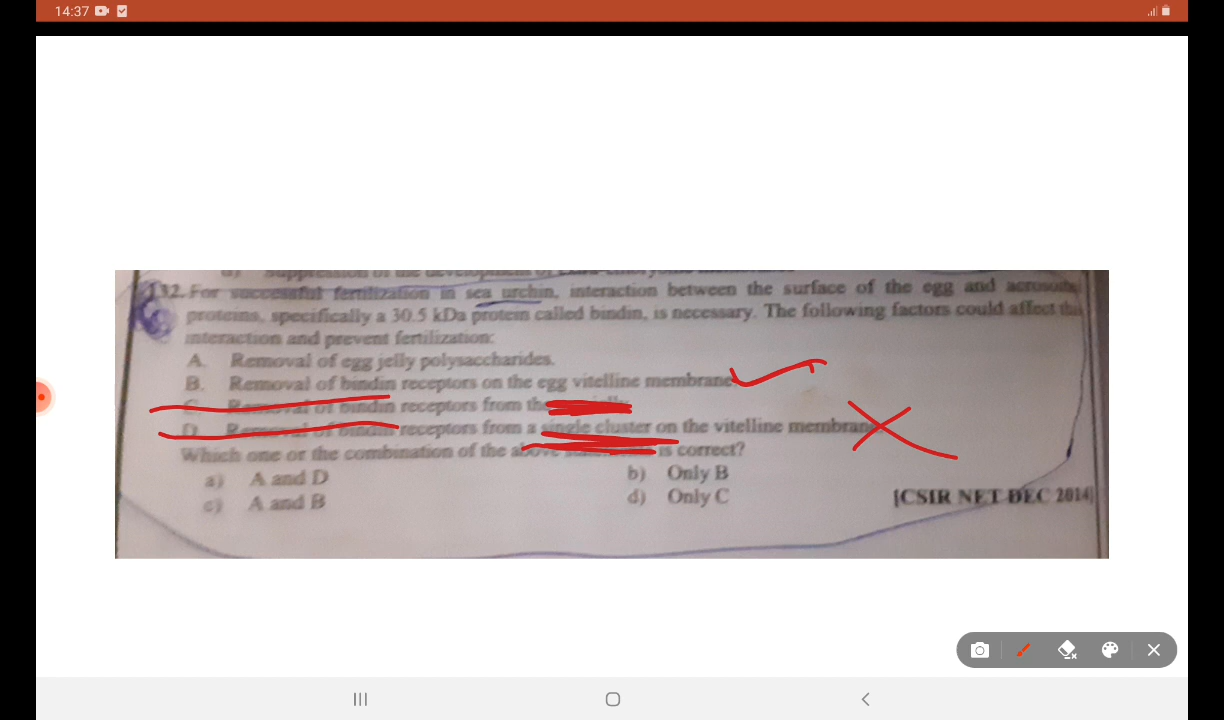 14:37
132. For successful fertilization in sea urchin, interaction between the surface of the egg and
proteins, specifically a 30.5 kDa protein called bindin, is necessary. The following factors could affect
interaction and prevent fertilization:
A. Removal of egg jelly polysaccharides.
B. Removal of bindin receptors on the egg vitelline membrane.
C. Removal of bindin receptors from
D. Removal of bindin receptors from a single cluster on the vitelline
Which one or the combination of the above is correct?
a) A and D b) Only B
c) A and B d) Only C
[CSIR NET DEC 2014]